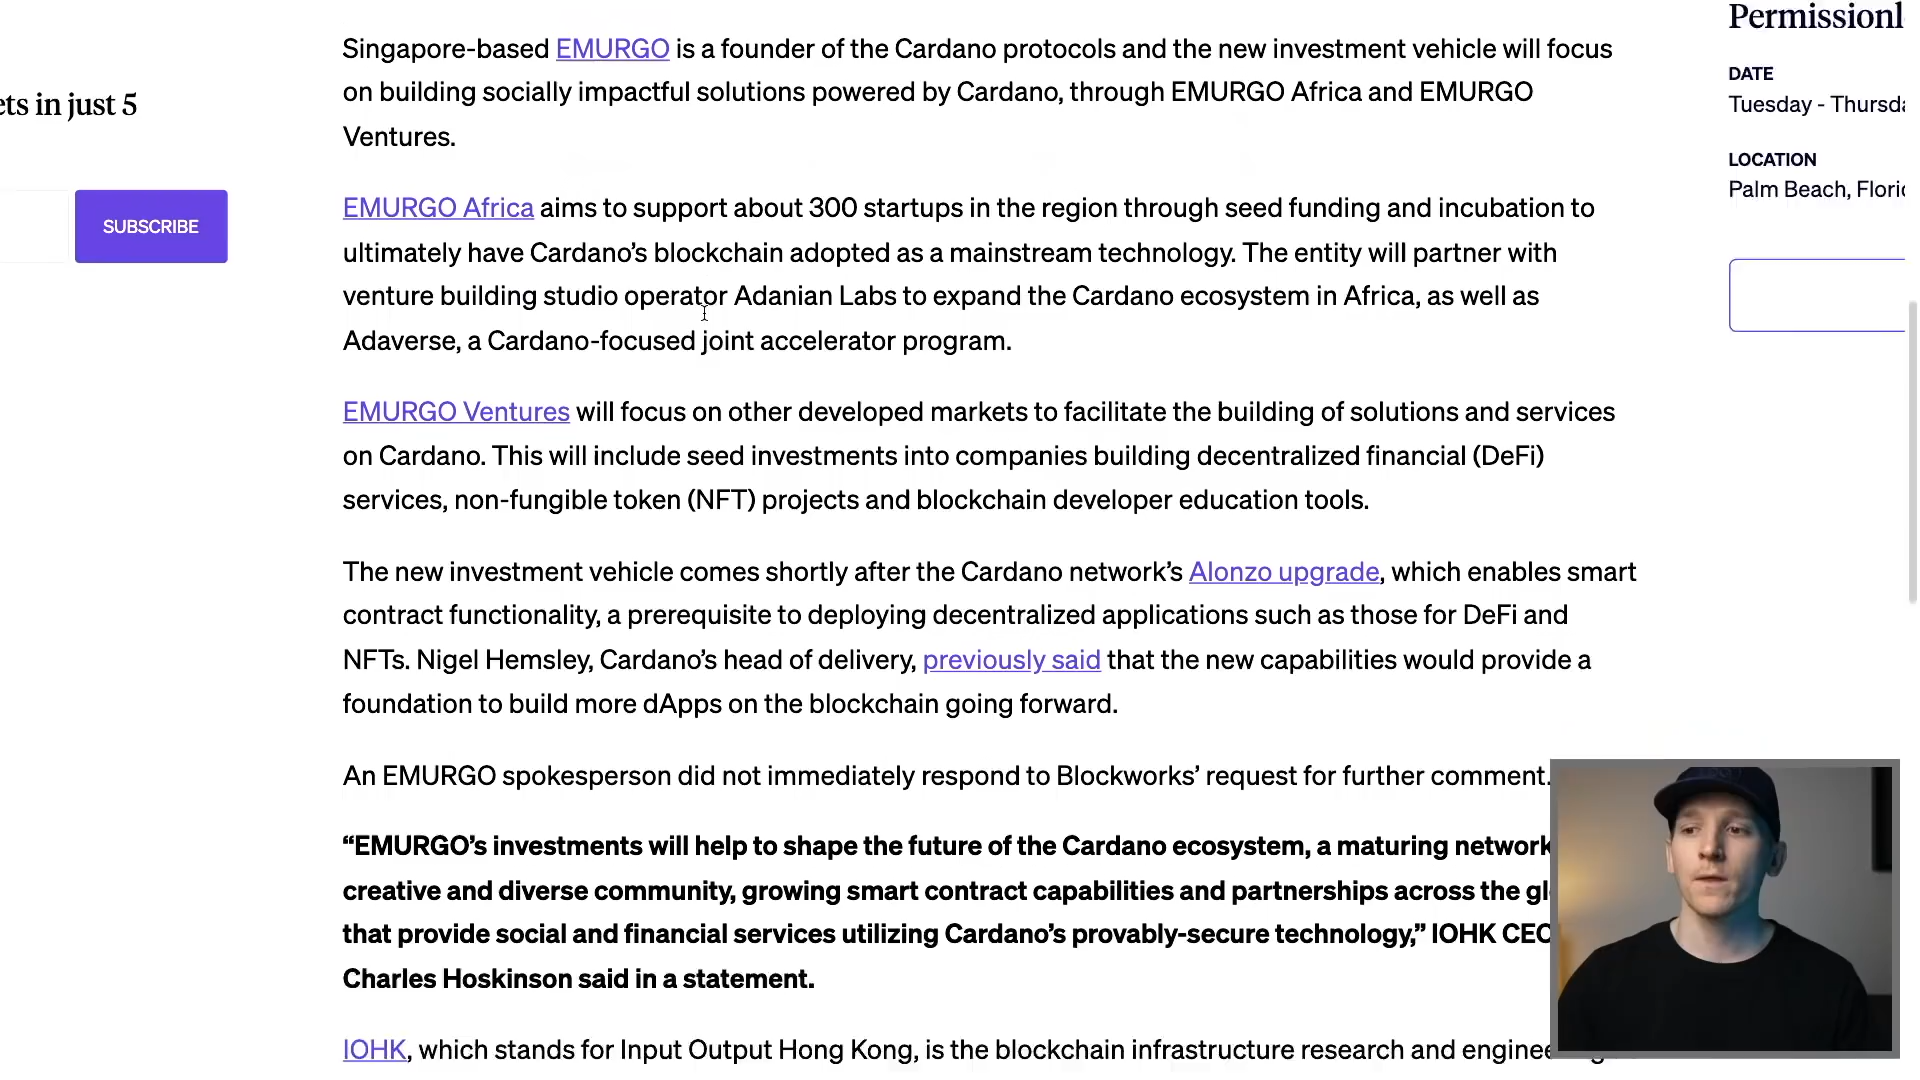 Singapore-based EMURGO is a founder of the Cardano protocols and the new investment vehicle will focus
on building socially impactful solutions powered by Cardano, through EMURGO Africa and EMURGO
Ventures.
EMURGO Africa aims to support about 300 startups in the region through seed funding and incubation to
ultimately have Cardano’s blockchain adopted as a mainstream technology. The entity will partner with
venture building studio operator Adanian Labs to expand the Cardano ecosystem in Africa, as well as
Adaverse, a Cardano-focused joint accelerator program.
EMURGO Ventures will focus on other developed markets to facilitate the building of solutions and services
on Cardano. This will include seed investments into companies building decentralized financial (DeFi)
services, non-fungible token (NFT) projects and blockchain developer education tools.
The new investment vehicle comes shortly after the Cardano network’s Alonzo upgrade, which enables smart
contract functionality, a prerequisite to deploying decentralized applications such as those for DeFi and
NFTs. Nigel Hemsley, Cardano’s head of delivery, previously said that the new capabilities would provide a
foundation to build more dApps on the blockchain going forward.
An EMURGO spokesperson did not immediately respond to Blockworks’ request for further comment.
“EMURGO’s investments will help to shape the future of the Cardano ecosystem, a maturing network
creative and diverse community, growing smart contract capabilities and partnerships across the gl
that provide social and financial services utilizing Cardano’s provably-secure technology,” IOHK CEO
Charles Hoskinson said in a statement.
IOHK, which stands for Input Output Hong Kong, is the blockchain infrastructure research and enginee
ets in just 5
SUBSCRIBE
Permissionl
DATE
Tuesday - Thursda
LOCATION
Palm Beach, Floric